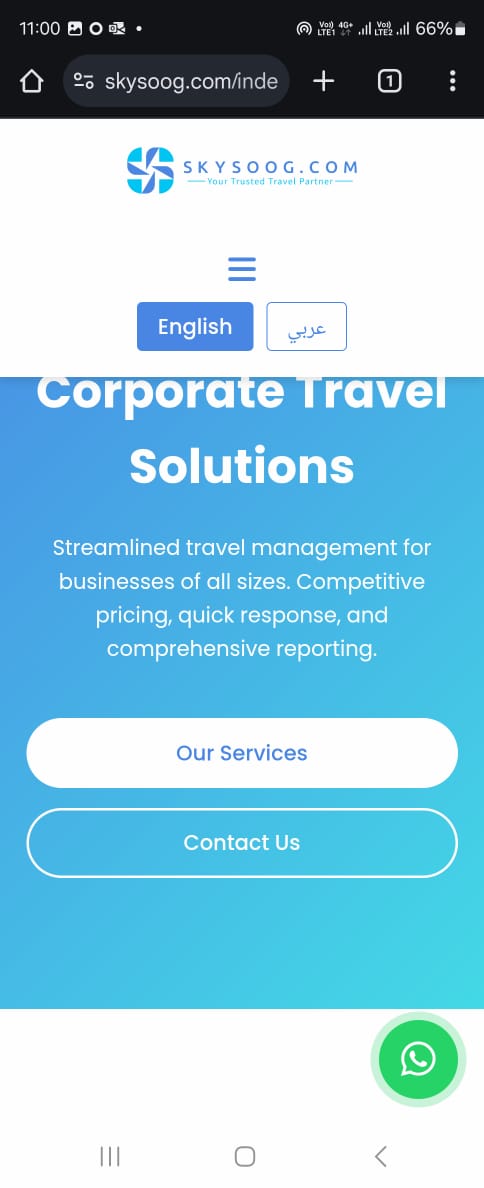 11:00 Vo)) LTE1 4G+ Vo)) LTE2 66%
skysoog.com/inde 1
SKYSOOG.COM
Your Trusted Travel Partner
English عربي
Corporate Travel
Solutions
Streamlined travel management for
businesses of all sizes. Competitive
pricing, quick response, and
comprehensive reporting.
Our Services
Contact Us